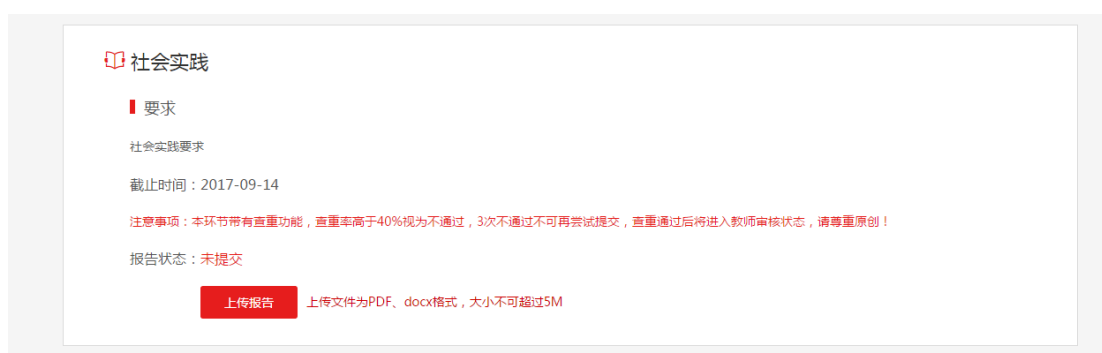 社会实践
要求
社会实践要求
截止时间：2017-09-14
注意事项：本环节带有查重功能，查重率高于40%视为不通过，3次不通过不可再尝试提交，查重通过后将进入教师审核状态，请尊重原创！
报告状态：未提交
上传报告 上传文件为PDF、docx格式，大小不可超过5M